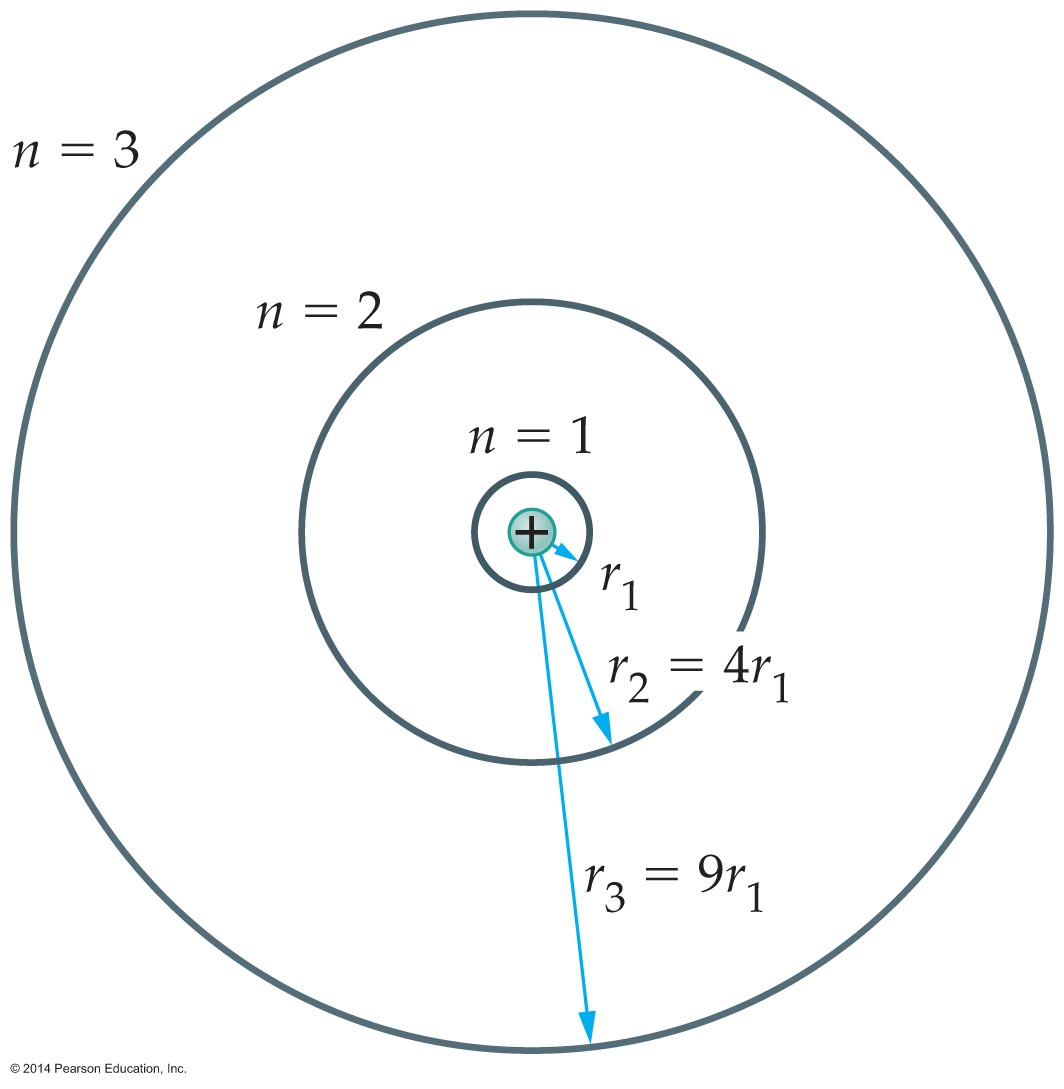 n = 3
n = 2
n = 1
+
r₁
r₂ = 4r₁
r₃ = 9r₁
© 2014 Pearson Education, Inc.